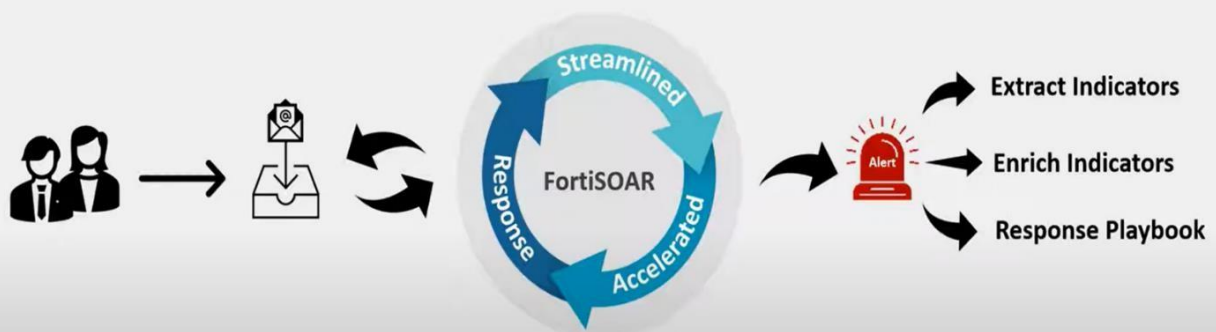 @
Streamlined
Accelerated
Response
FortiSOAR
Alert
Extract Indicators
Enrich Indicators
Response Playbook